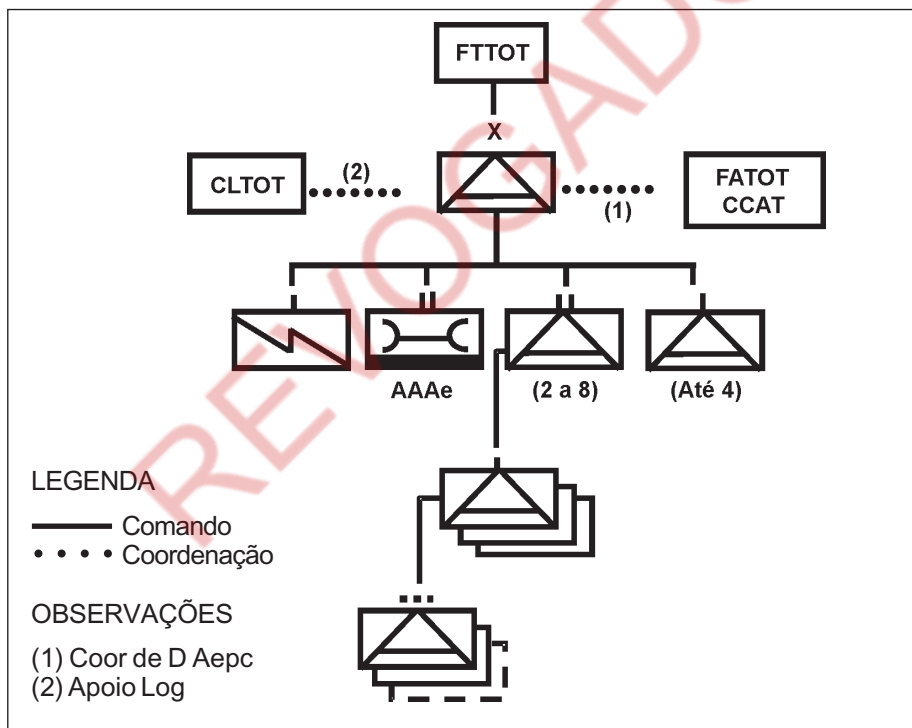 FTTOT
X
CLTOT
(2)
(1)
FATOT
CCAT
AAAe
(2 a 8)
(Até 4)
LEGENDA
Comando
Coordenação
OBSERVAÇÕES
(1) Coor de D Aepc
(2) Apoio Log
REVOGADO